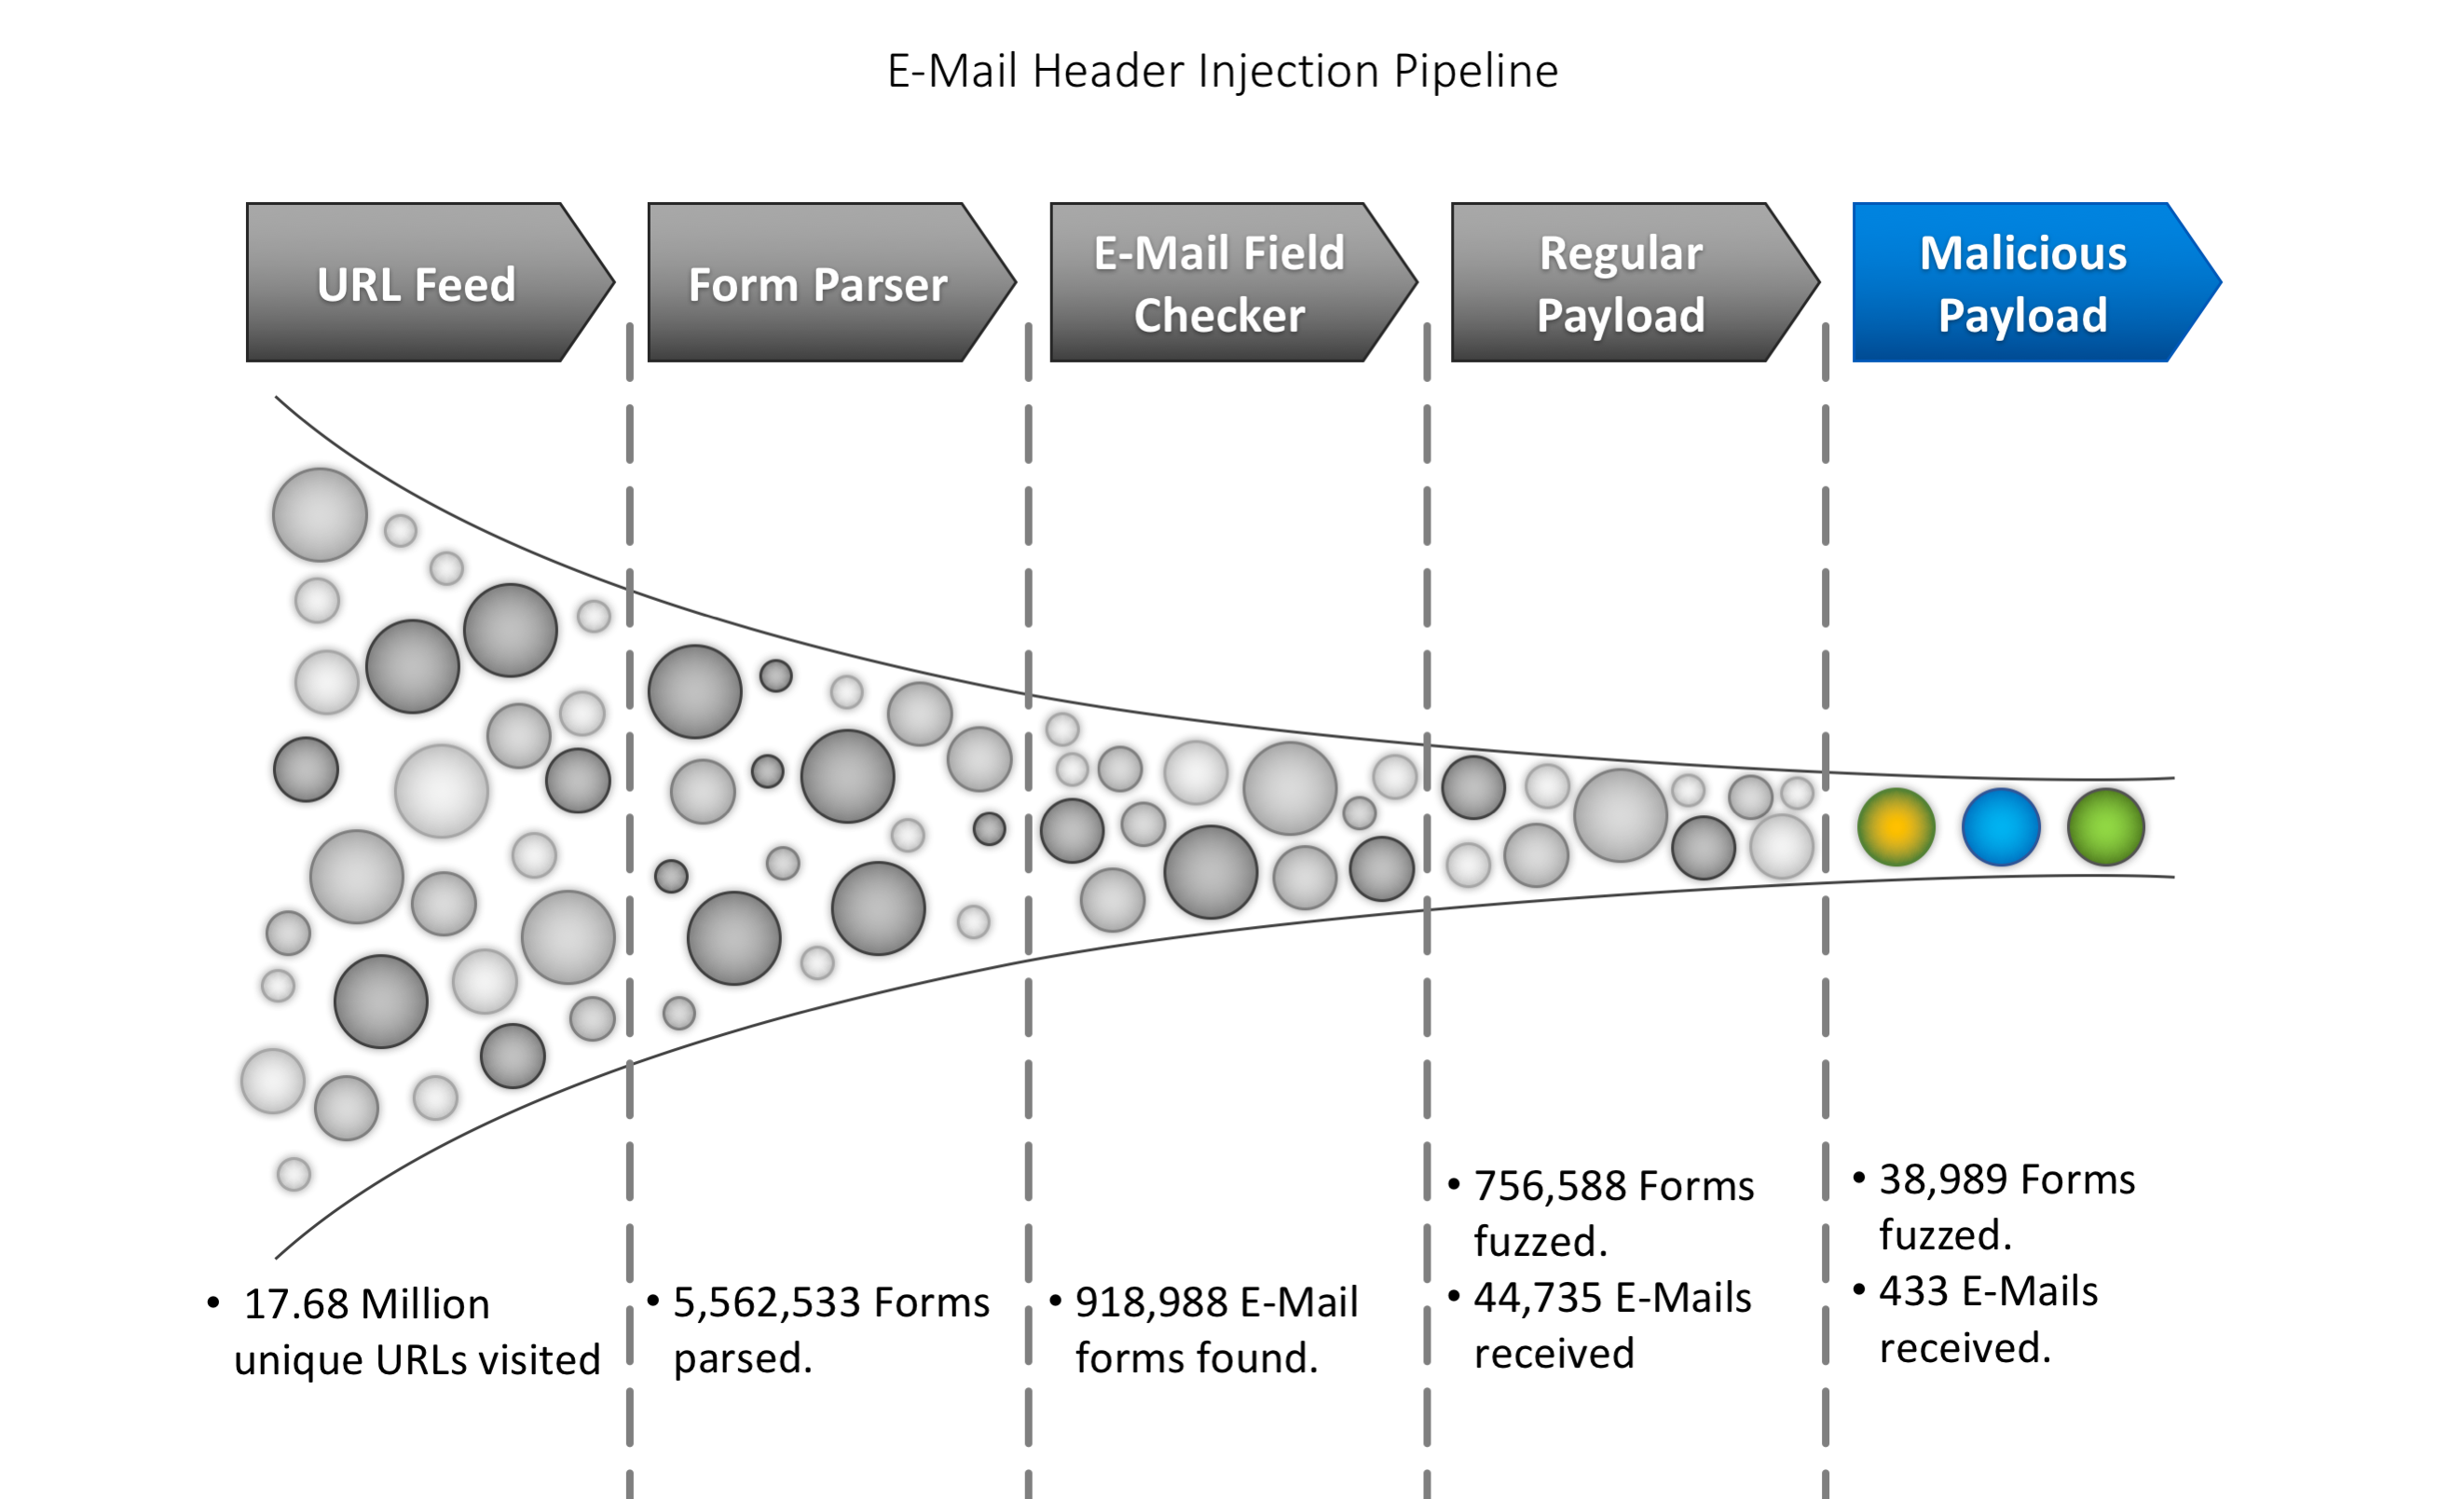 E-Mail Header Injection Pipeline
URL Feed
Form Parser
E-Mail Field
Checker
Regular
Payload
Malicious
Payload
• 17.68 Million
unique URLs visited
• 5,562,533 Forms
parsed.
• 918,988 E-Mail
forms found.
• 756,588 Forms
fuzzed.
• 44,735 E-Mails
received
• 38,989 Forms
fuzzed.
• 433 E-Mails
received.